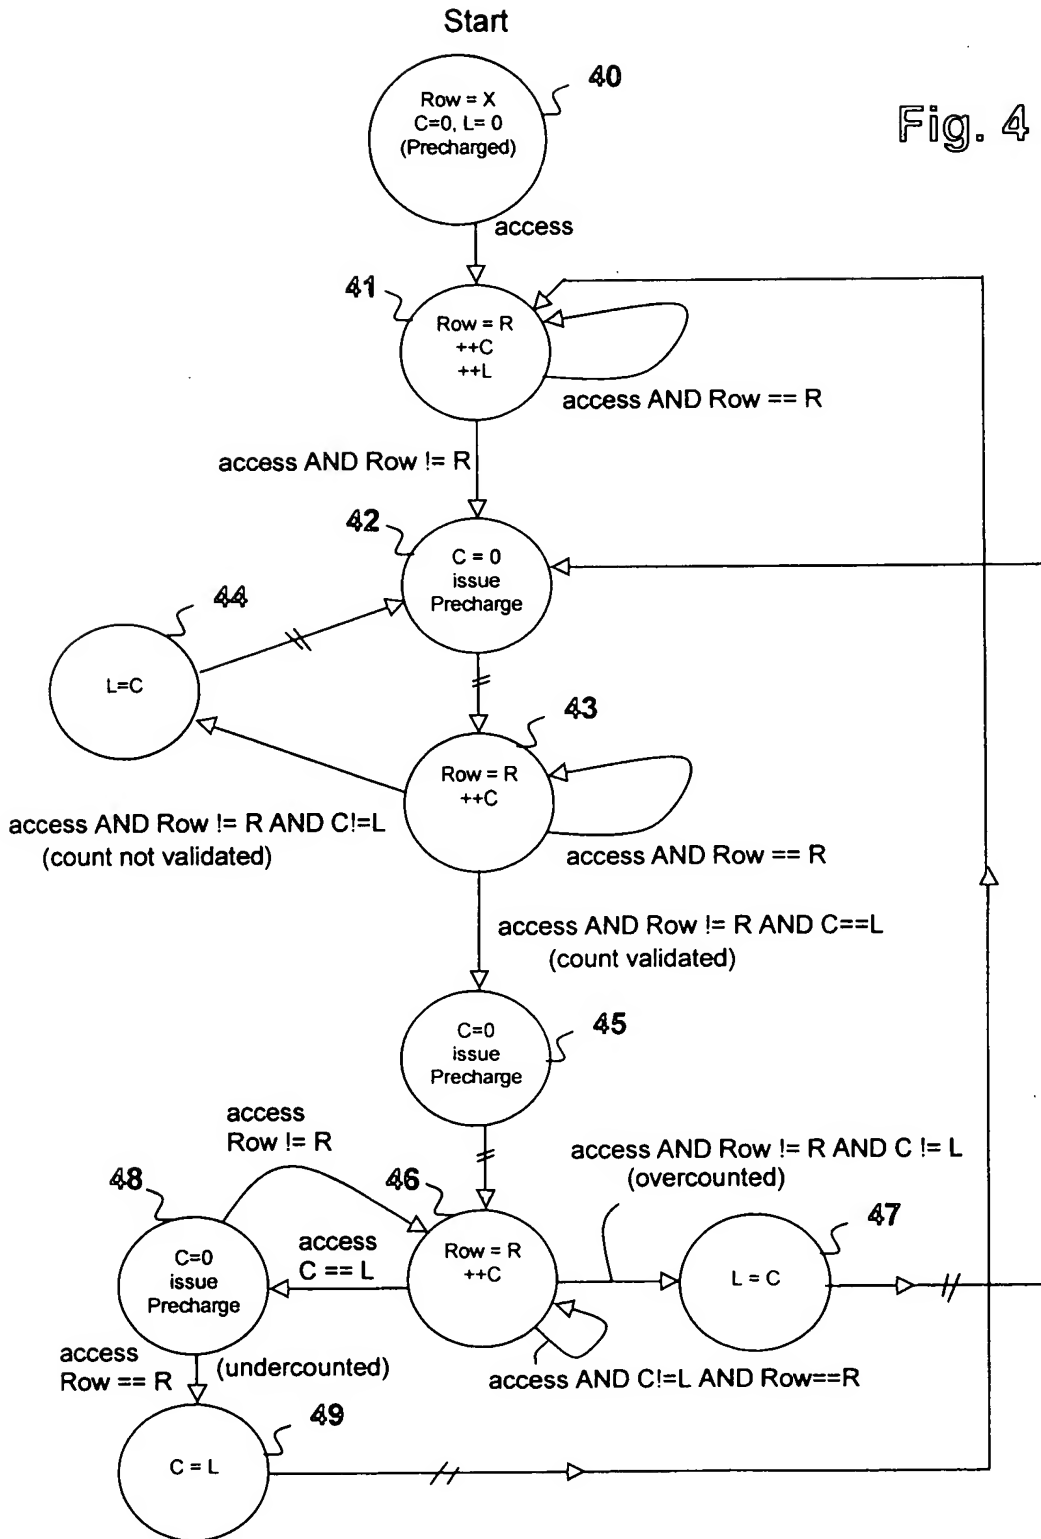 Start
40
Row = X
C=0, L= 0
(Precharged)
Fig. 4
access
41
Row = R
++C
++L
access AND Row == R
access AND Row != R
42
C = 0
issue
Precharge
44
L=C
43
Row = R
++C
access AND Row != R AND C!=L
(count not validated)
access AND Row == R
access AND Row != R AND C==L
(count validated)
C=0
issue
Precharge
45
access
Row != R
access AND Row != R AND C != L
(overcounted)
48
46
47
C=0
issue
Precharge
access
C == L
Row = R
++C
L = C
access
Row == R
(undercounted)
access AND C!=L AND Row==R
49
C = L